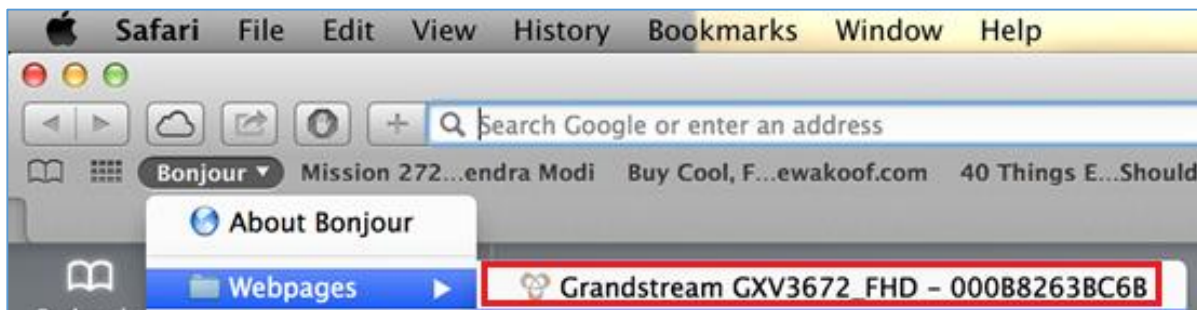 Safari File Edit View History Bookmarks Window Help
Search Google or enter an address
Bonjour Mission 272...endra Modi Buy Cool, F...ewakoof.com 40 Things E...Should
About Bonjour
Webpages Grandstream GXV3672_FHD - 000B8263BC6B